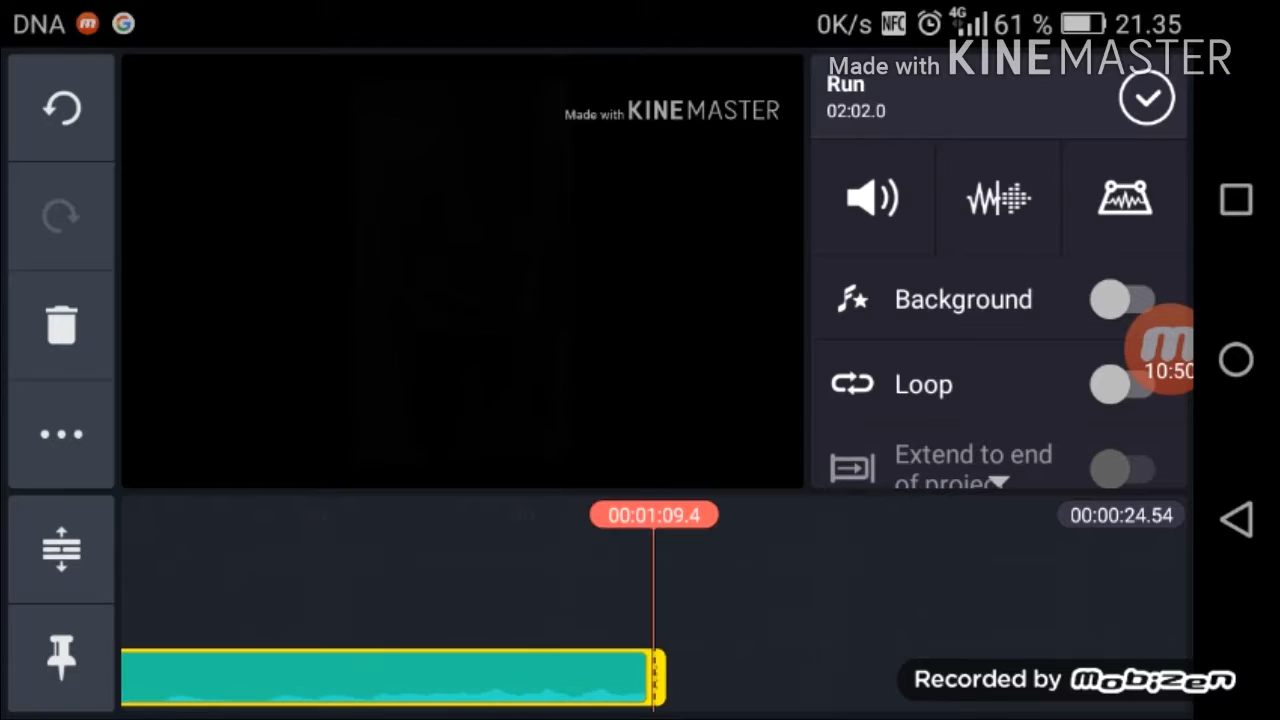 DNA
0K/s NFC 4G 61 % 21.35
Made with KINEMASTER
Made with KINEMASTER
Run
02:02.0
Background
m
10:50
Loop
Extend to end
of project
00:01:09.4
00:00:24.54
Recorded by mobizen